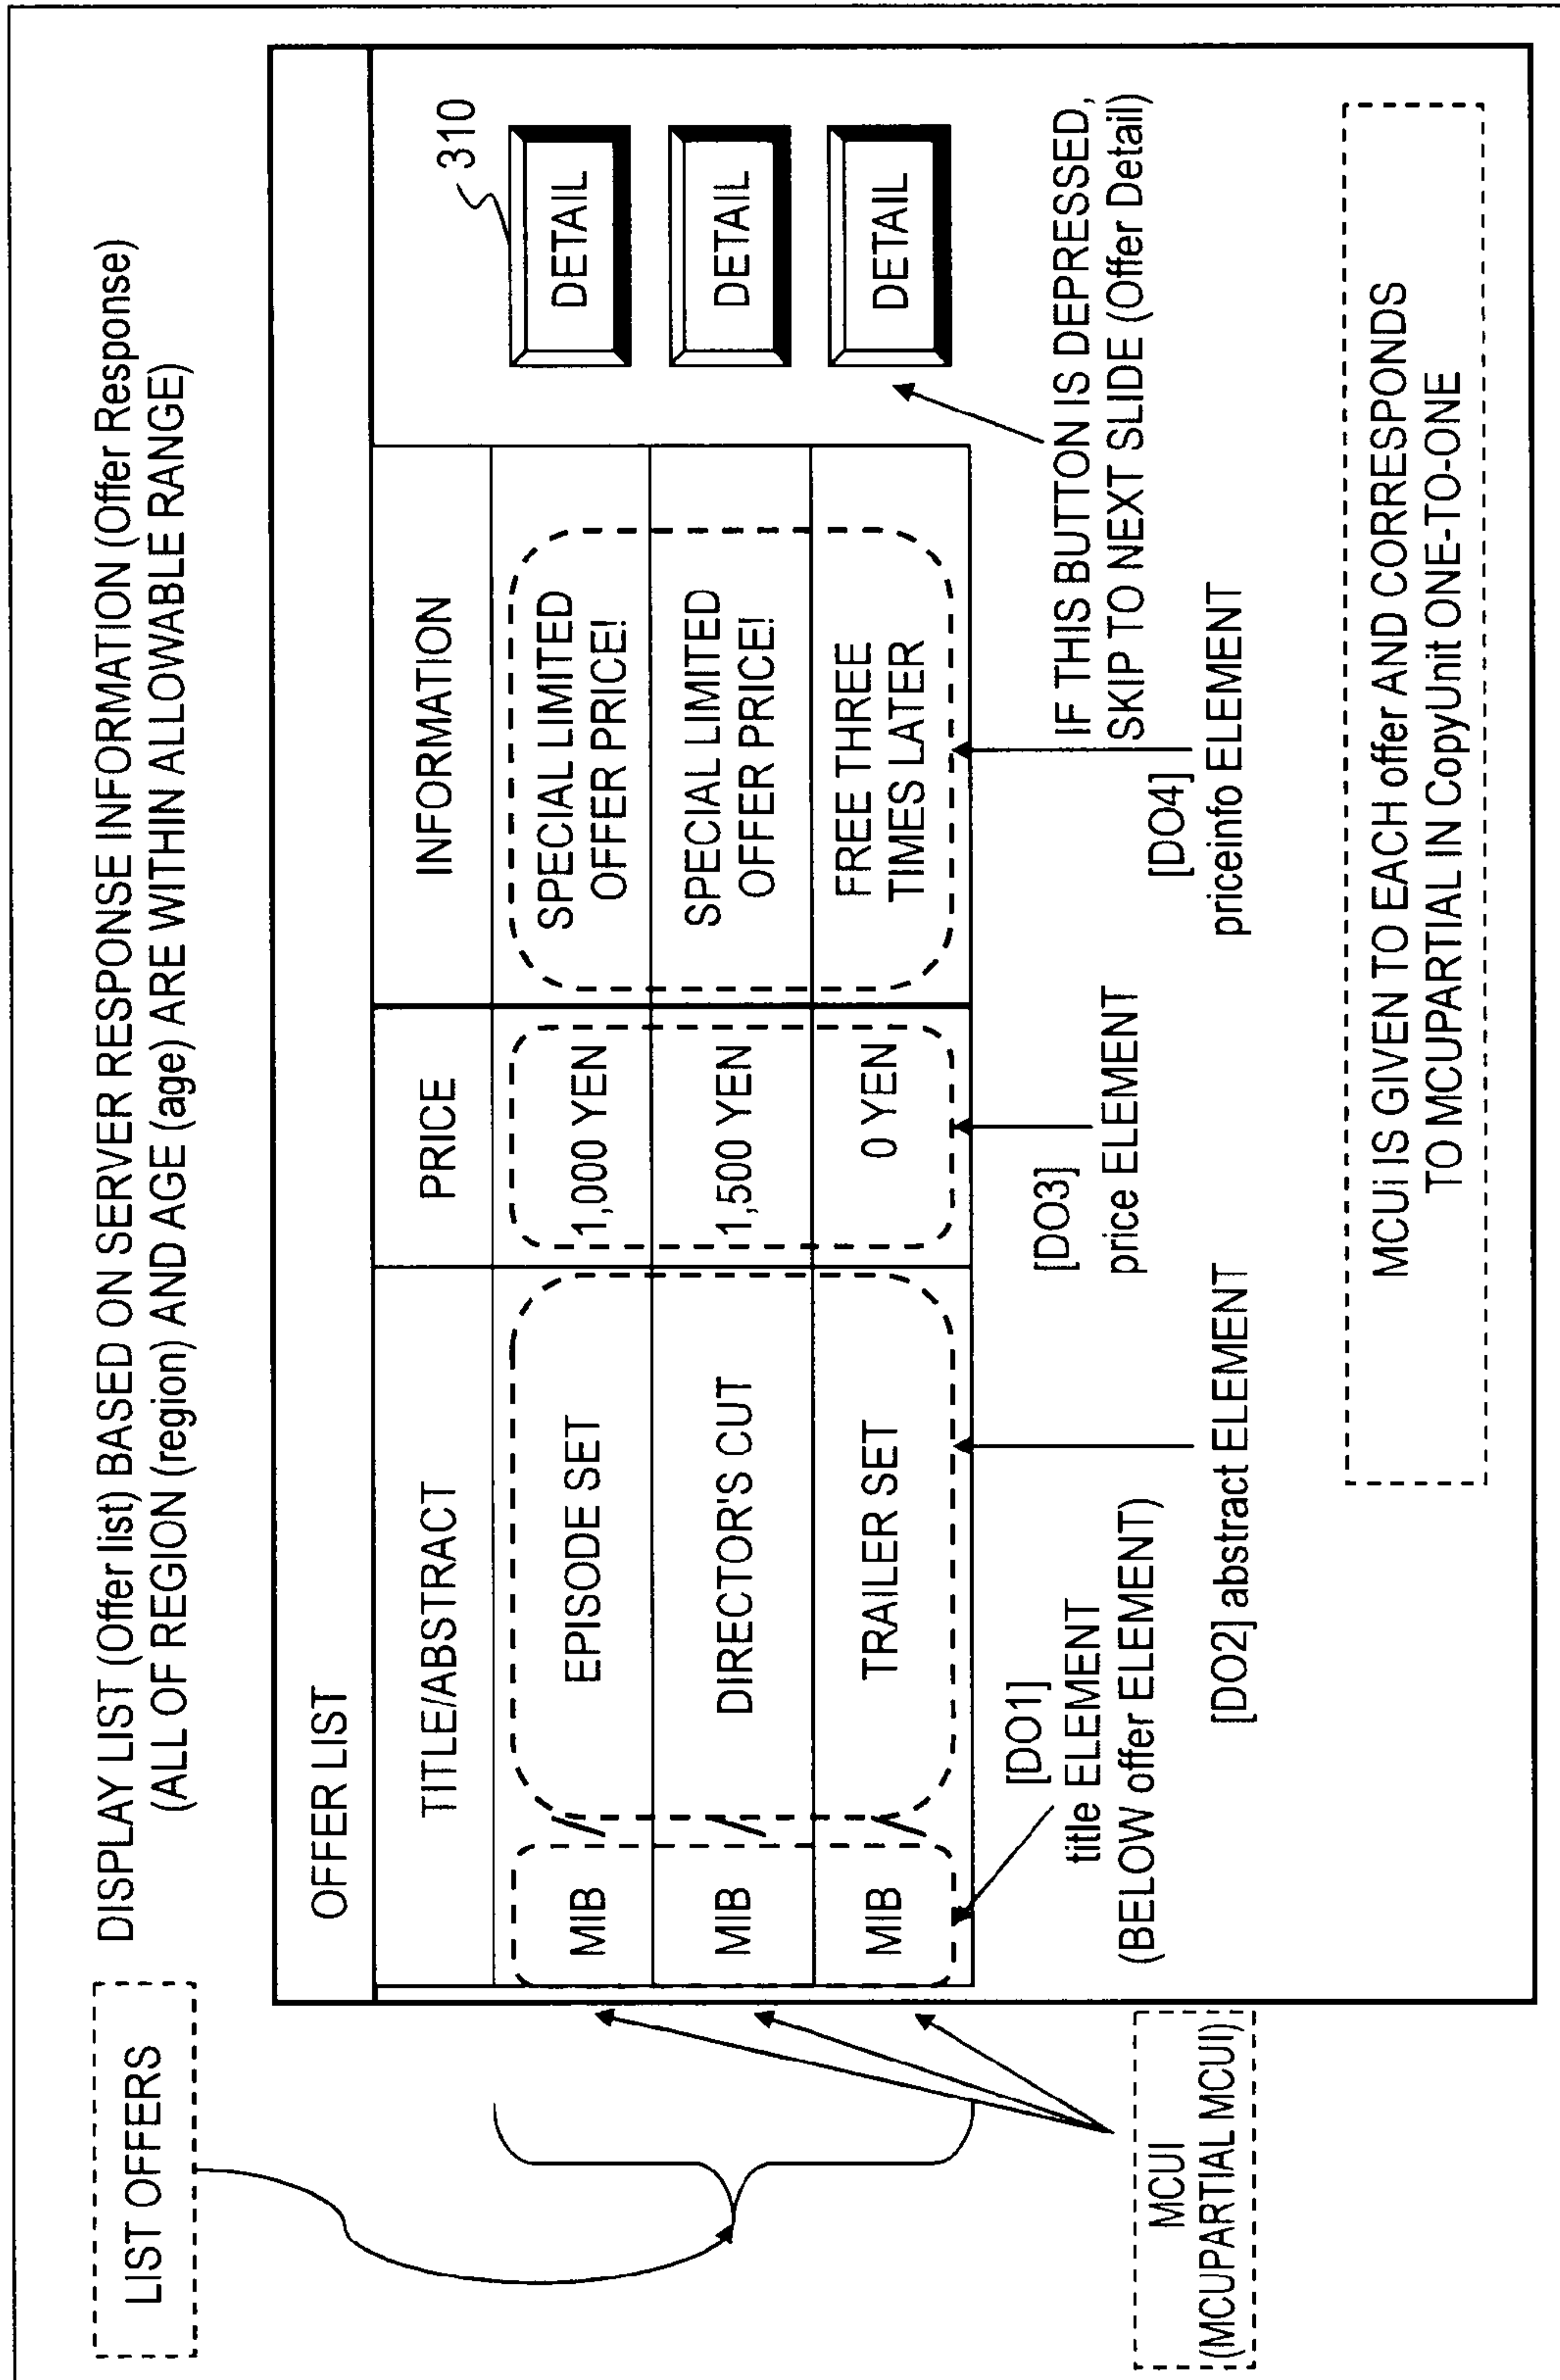 LIST OFFERS
DISPLAY LIST (Offer list) BASED ON SERVER RESPONSE INFORMATION (Offer Response)
(ALL OF REGION (region) AND AGE (age) ARE WITHIN ALLOWABLE RANGE)
OFFER LIST
TITLE/ABSTRACT
PRICE
INFORMATION
310
MIB
/
EPISODE SET
1,000 YEN
SPECIAL LIMITED
OFFER PRICE!
DETAIL
MIB
/
DIRECTOR'S CUT
1,500 YEN
SPECIAL LIMITED
OFFER PRICE!
DETAIL
MIB
/
TRAILER SET
0 YEN
FREE THREE
TIMES LATER
DETAIL
[DO1]
title ELEMENT
(BELOW offer ELEMENT)
[DO2] abstract ELEMENT
[DO3]
price ELEMENT
[DO4]
priceinfo ELEMENT
IF THIS BUTTON IS DEPRESSED,
SKIP TO NEXT SLIDE (Offer Detail)
MCUI
(MCUPARTIAL MCUI)
MCUi IS GIVEN TO EACH offer AND CORRESPONDS
TO MCUPARTIAL IN CopyUnit ONE-TO-ONE